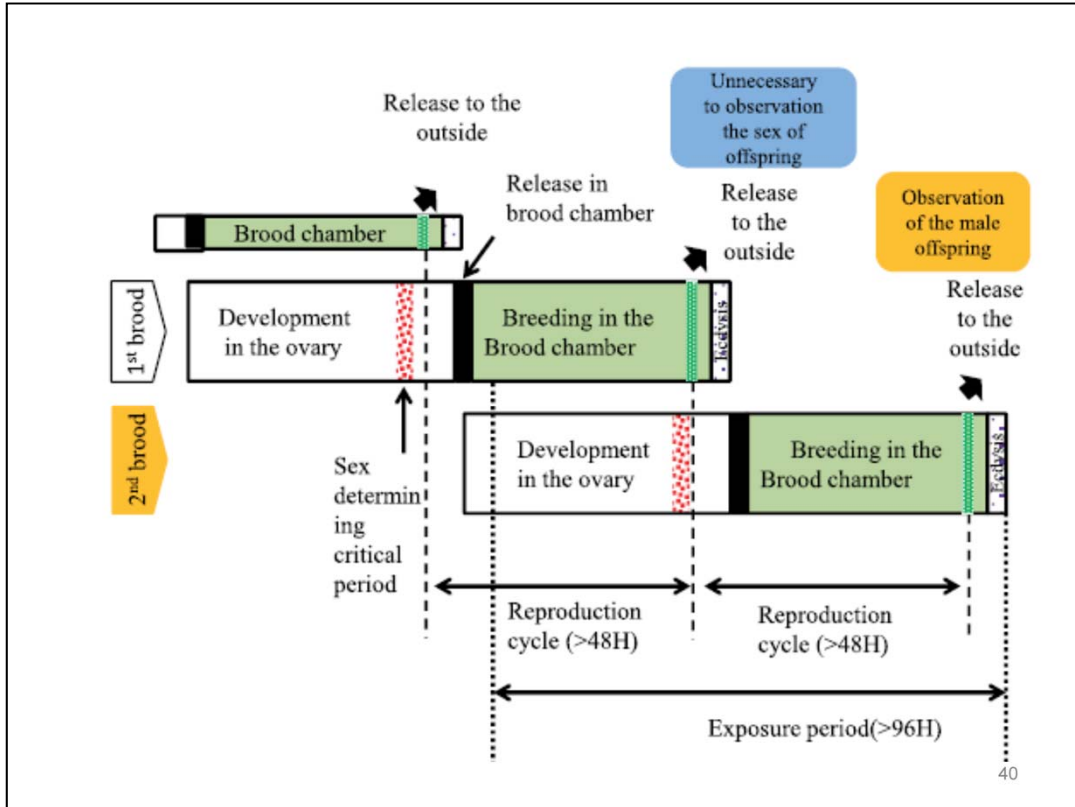 Unnecessary
to observation
the sex of
offspring
Release to the
outside
Release in
brood chamber
Release
to the
outside
Observation
of the male
offspring
Release
to the
outside
Brood chamber
1st brood
Development
in the ovary
Breeding in the
Brood chamber
Ecdysis
2nd brood
Development
in the ovary
Breeding in the
Brood chamber
Ecdysis
Sex
determin
ing
critical
period
Reproduction
cycle (>48H)
Reproduction
cycle (>48H)
Exposure period(>96H)
40